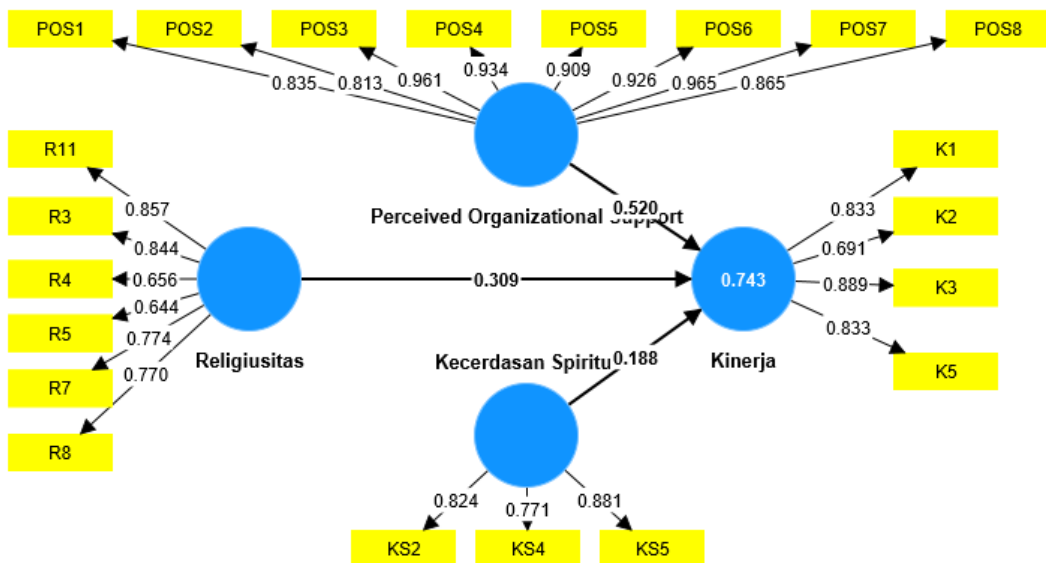 POS1 POS2 POS3 POS4 POS5 POS6 POS7 POS8
0.835 0.813 0.961 0.934 0.909 0.926 0.965 0.865
R11
R3
R4
R5
R7
R8
0.857
0.844
0.656
0.644
0.774
0.770
Religiusitas
Perceived Organizational Support
0.520
0.309
Kecerdasan Spiritu
0.188
0.743
Kinerja
0.833
0.691
0.889
0.833
K1
K2
K3
K5
0.824 0.771 0.881
KS2 KS4 KS5